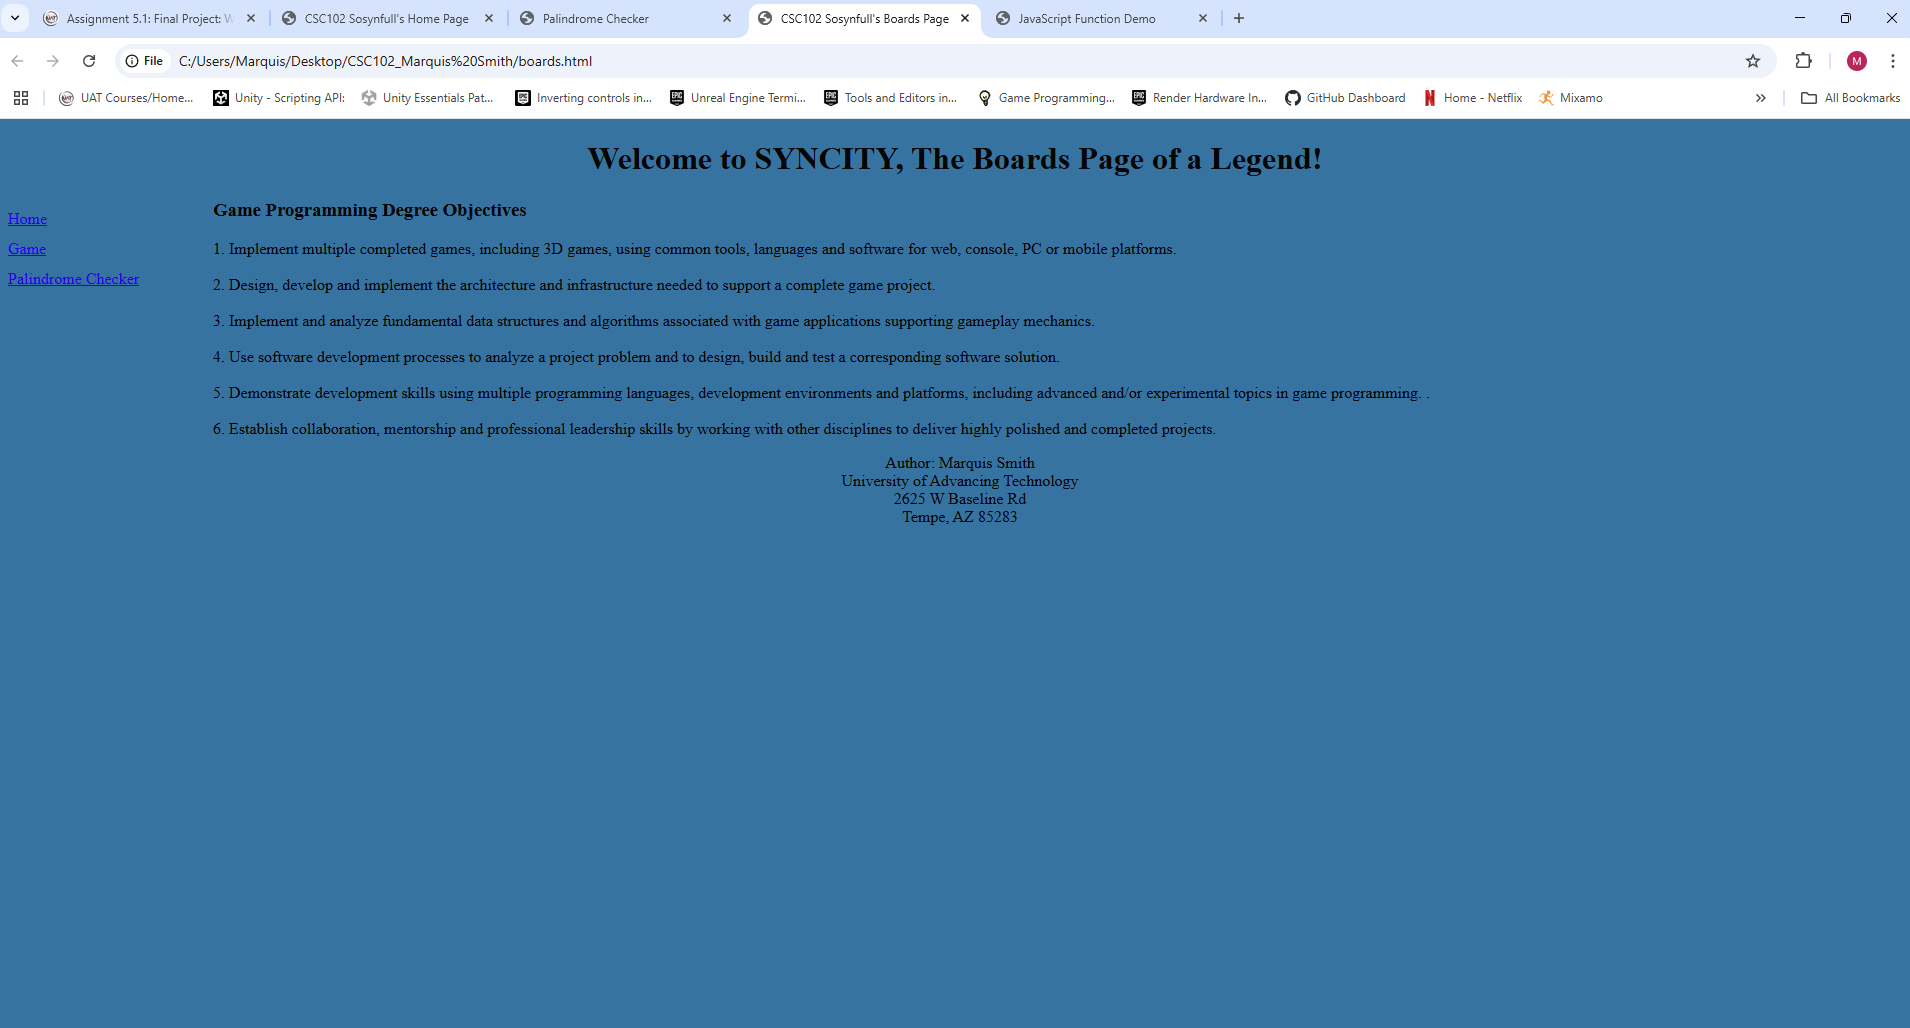 Assignment 5.1: Final Project: W
CSC102 Sosynfull's Home Page
Palindrome Checker
CSC102 Sosynfull's Boards Page
JavaScript Function Demo
File
C:/Users/Marquis/Desktop/CSC102_Marquis%20Smith/boards.html
M
UAT Courses/Home...
Unity - Scripting API:
Unity Essentials Pat...
Inverting controls in...
Unreal Engine Termi...
Tools and Editors in...
Game Programming...
Render Hardware In...
GitHub Dashboard
Home - Netflix
Mixamo
All Bookmarks
Welcome to SYNCITY, The Boards Page of a Legend!
Home
Game
Palindrome Checker
Game Programming Degree Objectives
1. Implement multiple completed games, including 3D games, using common tools, languages and software for web, console, PC or mobile platforms.
2. Design, develop and implement the architecture and infrastructure needed to support a complete game project.
3. Implement and analyze fundamental data structures and algorithms associated with game applications supporting gameplay mechanics.
4. Use software development processes to analyze a project problem and to design, build and test a corresponding software solution.
5. Demonstrate development skills using multiple programming languages, development environments and platforms, including advanced and/or experimental topics in game programming. .
6. Establish collaboration, mentorship and professional leadership skills by working with other disciplines to deliver highly polished and completed projects.
Author: Marquis Smith
University of Advancing Technology
2625 W Baseline Rd
Tempe, AZ 85283